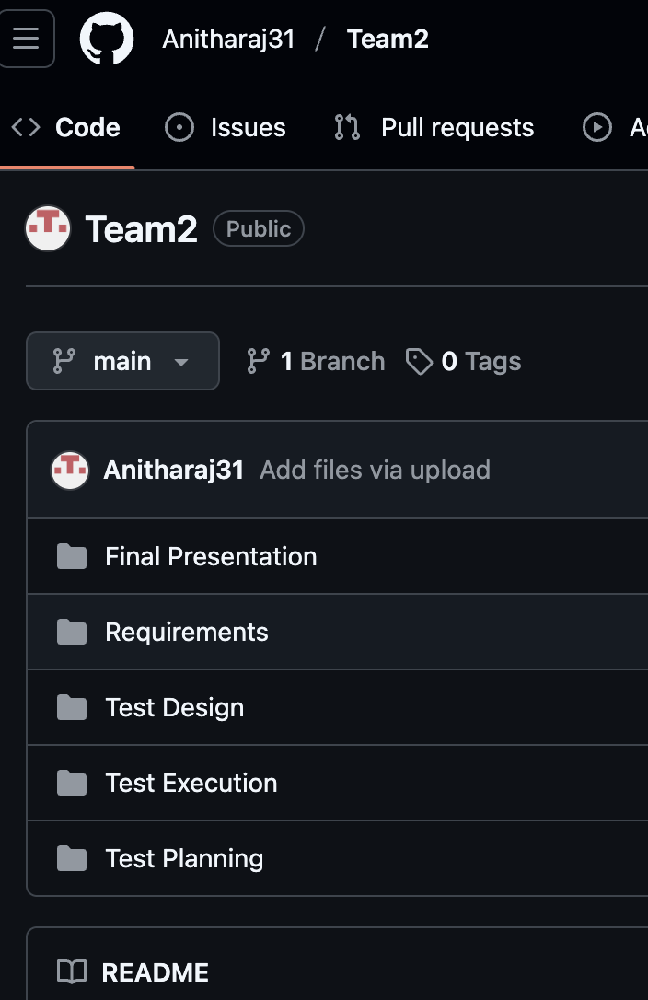 Anitharaj31 / Team2
Code Issues Pull requests
Team2 Public
main 1 Branch 0 Tags
Anitharaj31 Add files via upload
Final Presentation
Requirements
Test Design
Test Execution
Test Planning
README